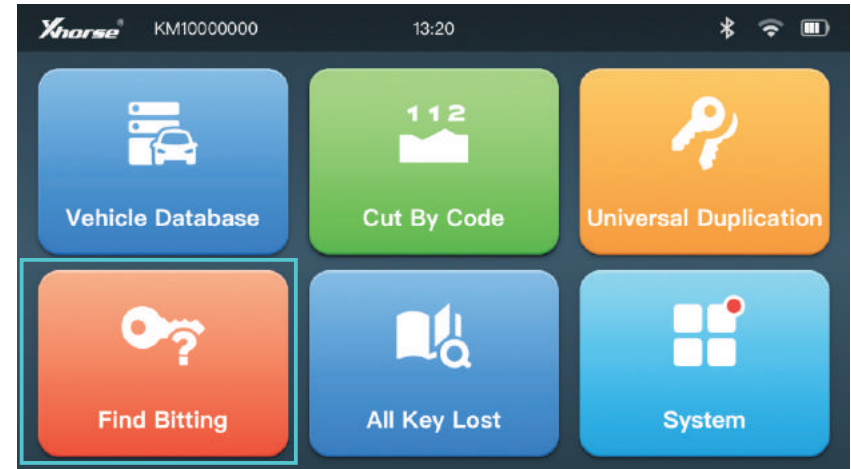 Xhorse® KM10000000 13:20
112
Vehicle Database Cut By Code Universal Duplication
?
Find Bitting All Key Lost System